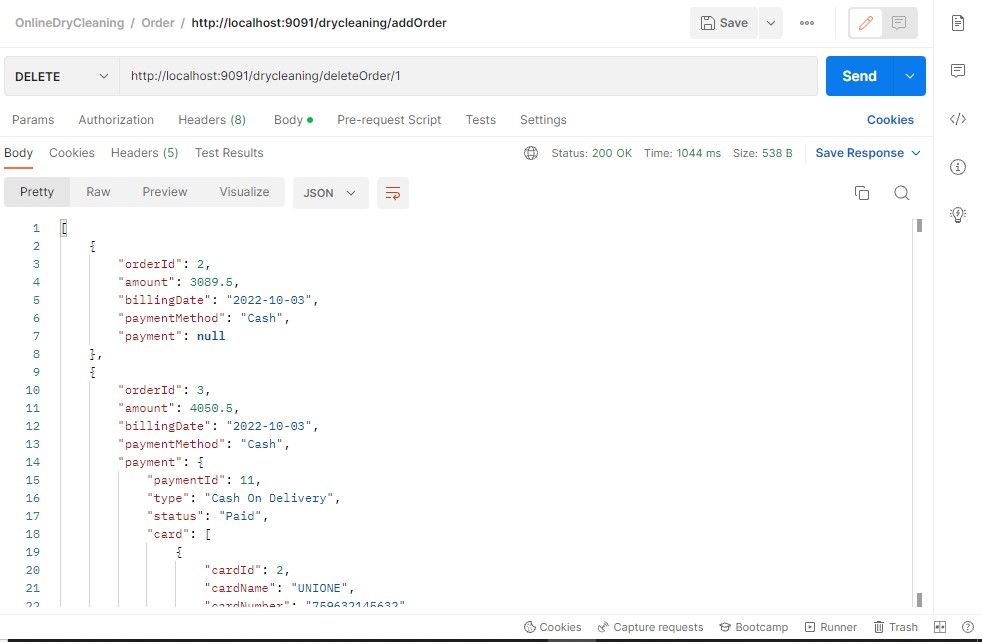 OnlineDryCleaning / Order / http://localhost:9091/drycleaning/addOrder
Save
DELETE
http://localhost:9091/drycleaning/deleteOrder/1
Send
Params Authorization Headers (8) Body Pre-request Script Tests Settings Cookies
Body Cookies Headers (5) Test Results Status: 200 OK Time: 1044 ms Size: 538 B Save Response
Pretty Raw Preview Visualize JSON
1 [
2 {
3 "orderId": 2,
4 "amount": 3089.5,
5 "billingDate": "2022-10-03",
6 "paymentMethod": "Cash",
7 "payment": null
8 },
9 {
10 "orderId": 3,
11 "amount": 4050.5,
12 "billingDate": "2022-10-03",
13 "paymentMethod": "Cash",
14 "payment": {
15 "paymentId": 11,
16 "type": "Cash On Delivery",
17 "status": "Paid",
18 "card": [
19 {
20 "cardId": 2,
21 "cardName": "UNIONE",
22 "cardNumber": "759632145632"
Cookies Capture requests Bootcamp Runner Trash